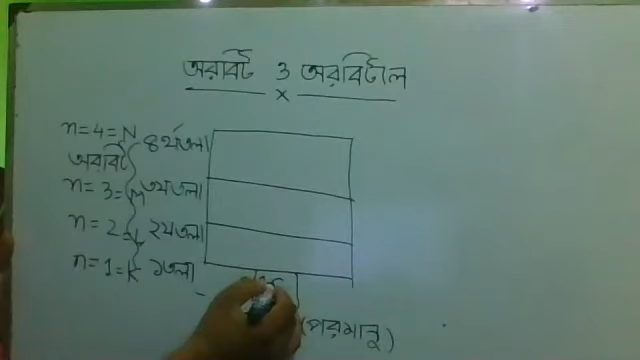 অরবিট ও অরবিটাল
x
n=4=N ৪র্থতলা
অরবিট
n=3=M ৩য়তলা
n=2=L ২য়তলা
n=1=K ১তলা
(পরমানু)